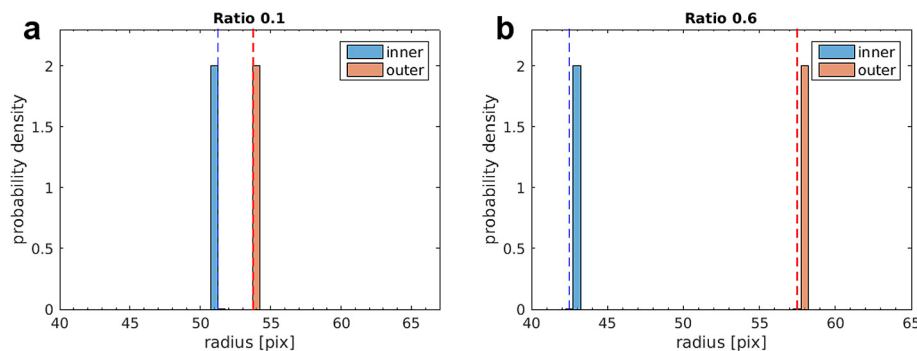 a
Ratio 0.1
inner
outer
probability density
2
1.5
1
0.5
0
40 45 50 55 60 65
radius [pix]
b
Ratio 0.6
inner
outer
probability density
2
1.5
1
0.5
0
40 45 50 55 60 65
radius [pix]